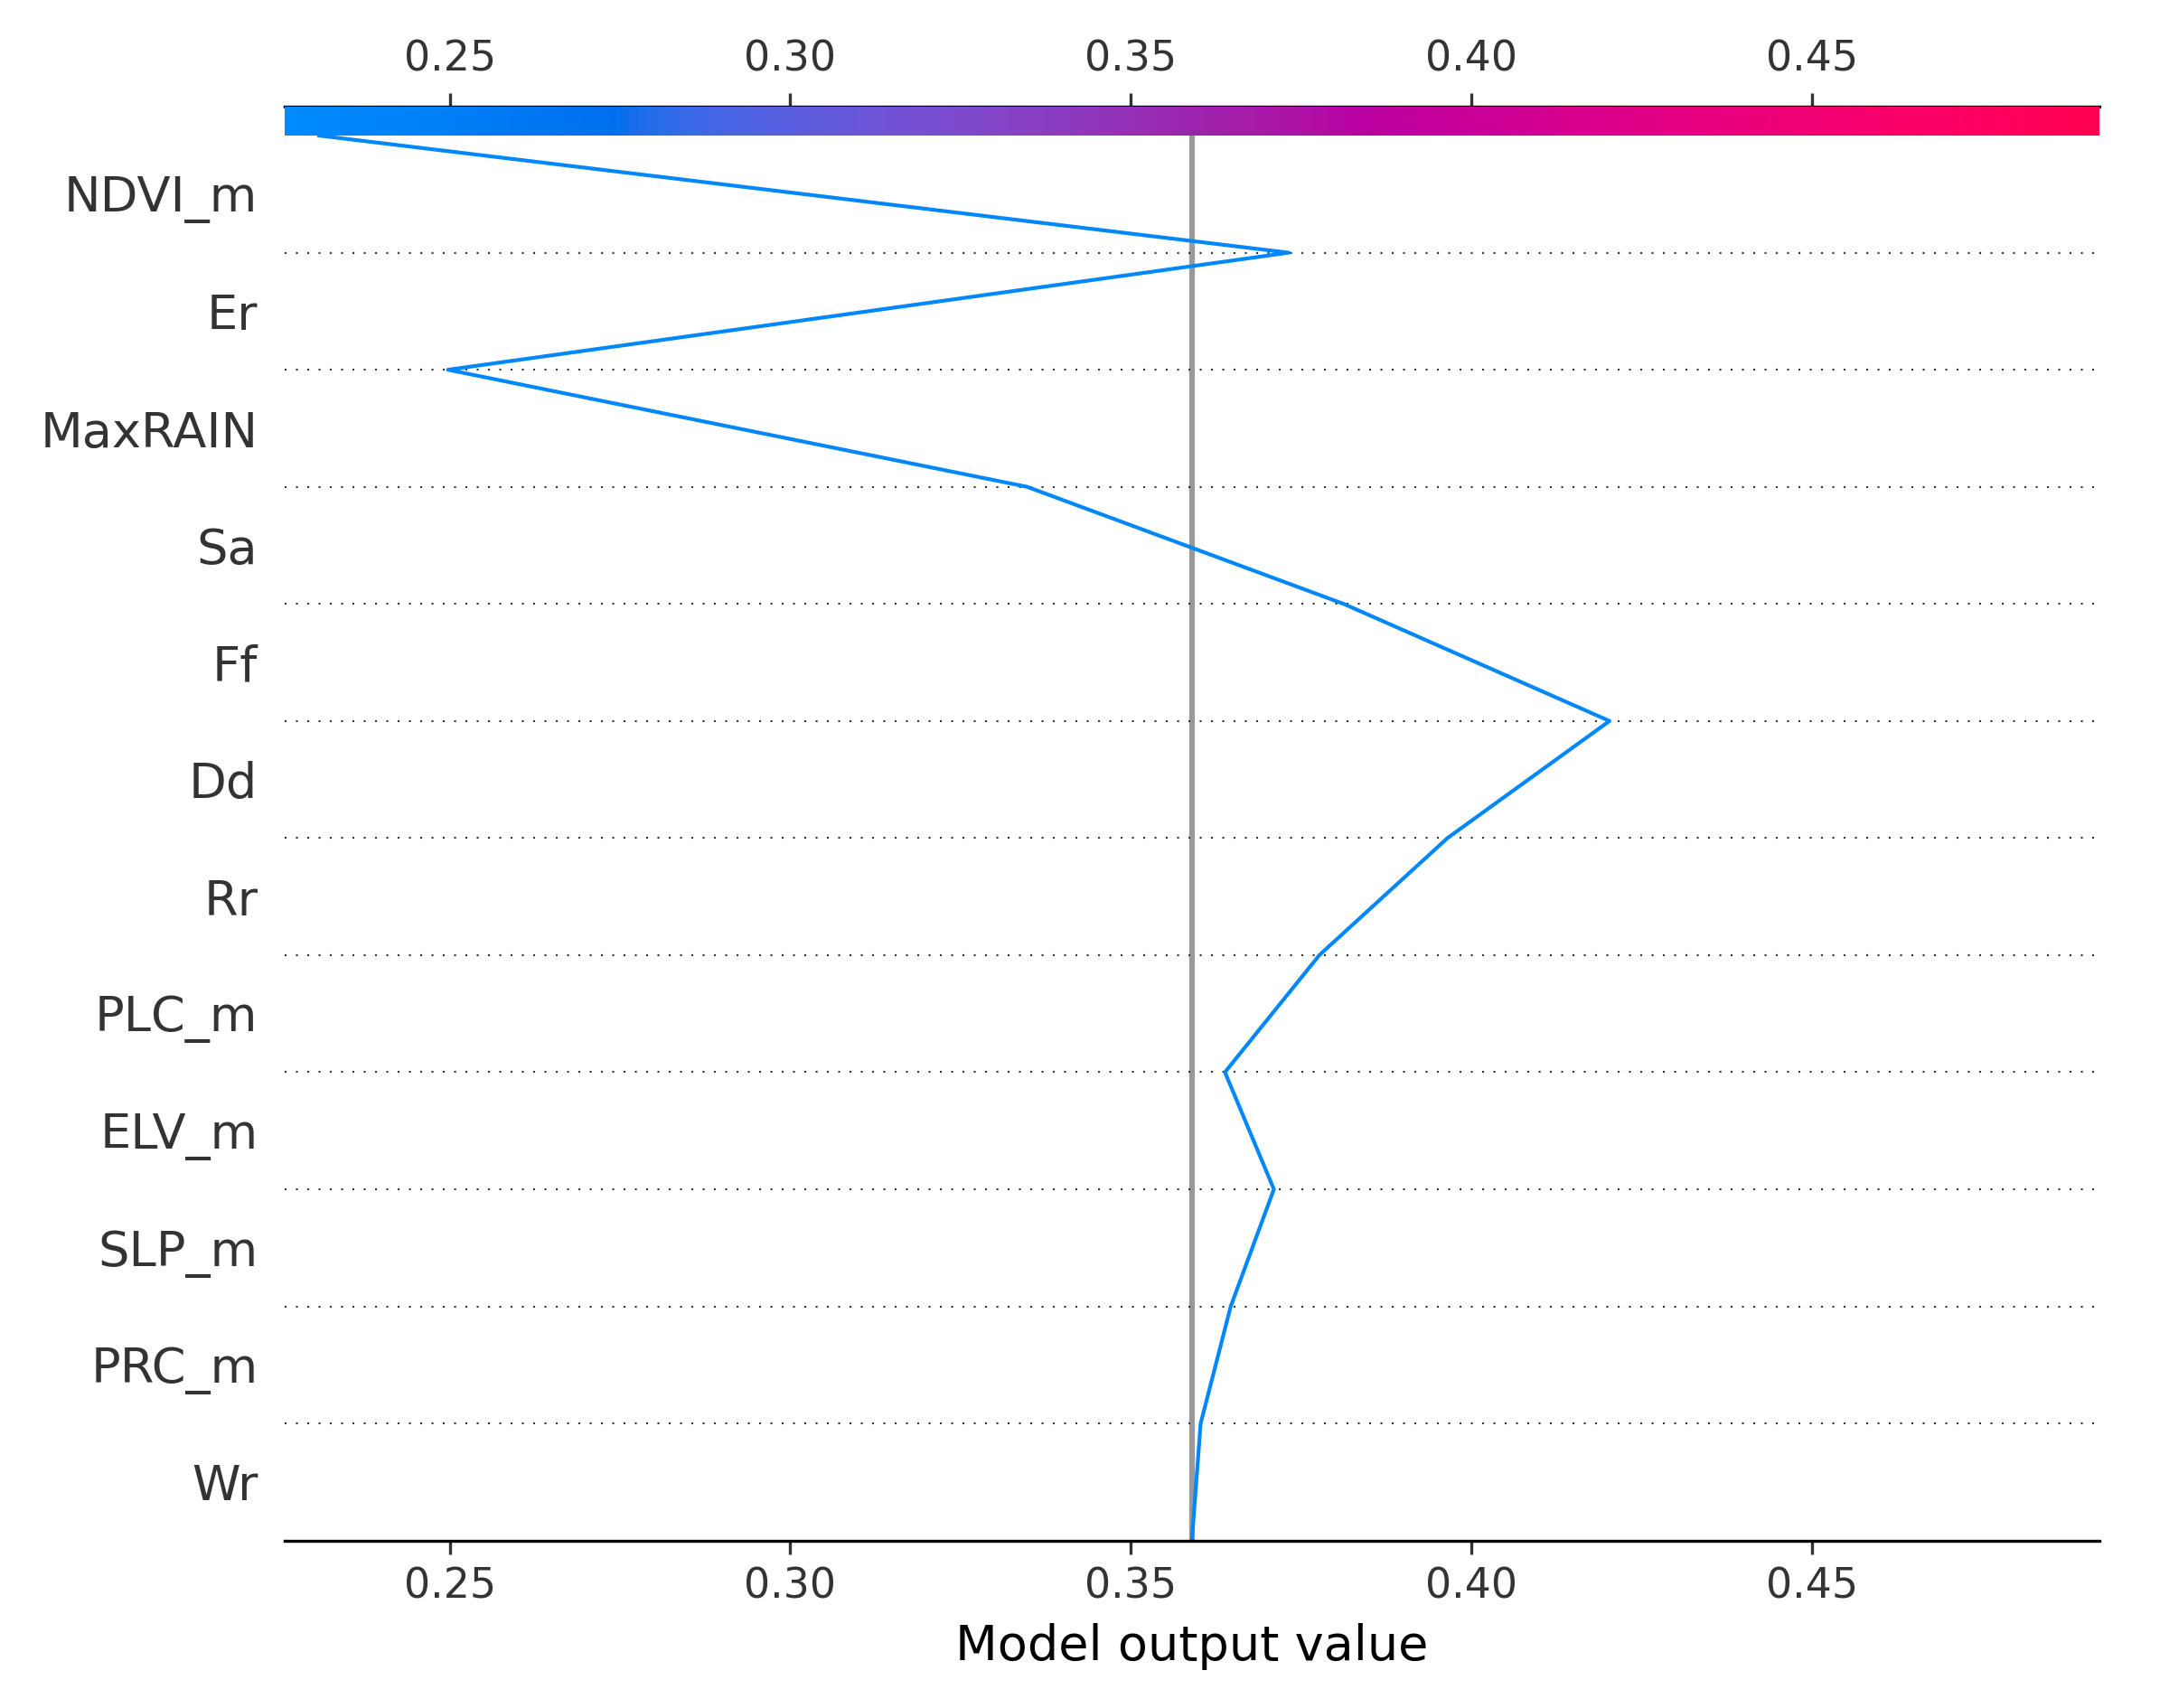 0.25 0.30 0.35 0.40 0.45
NDVI_m
Er
MaxRAIN
Sa
Ff
Dd
Rr
PLC_m
ELV_m
SLP_m
PRC_m
Wr
0.25 0.30 0.35 0.40 0.45
Model output value